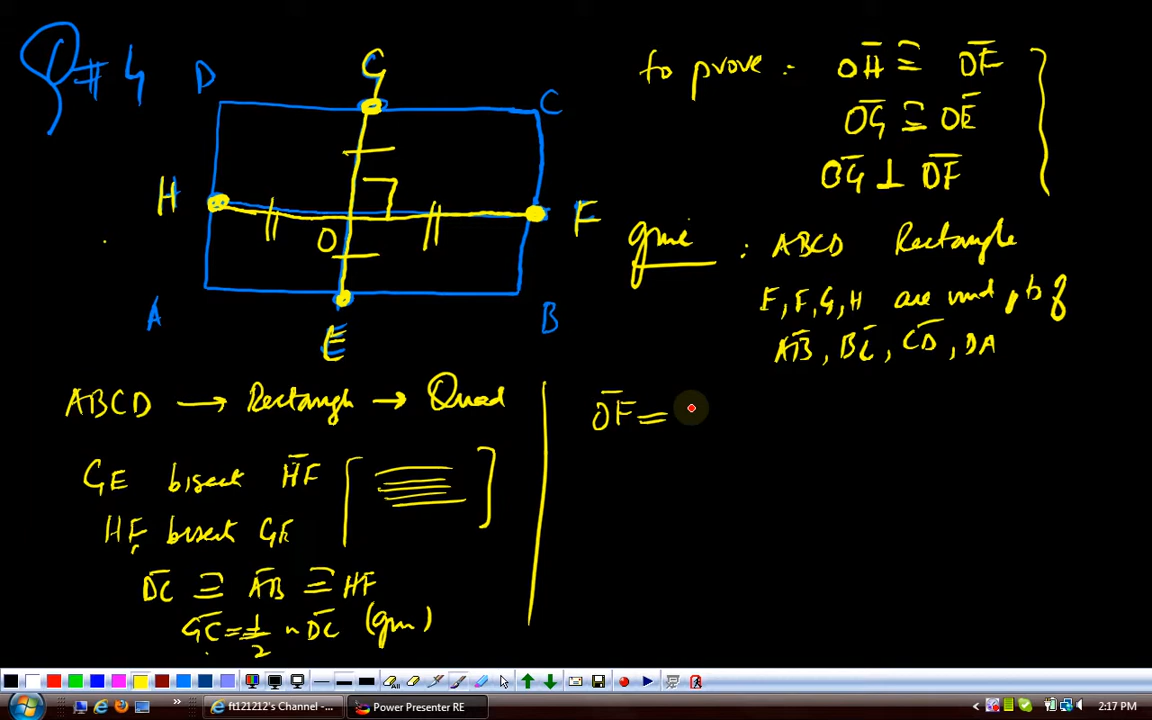 Q # 4
D
G
C
H
F
O
A
E
B
to prove :- OH ≅ OF
OG ≅ OE
OG ⊥ OF
given : ABCD Rectangle
E, F, G, H are mid pts of
AB, BC, CD, DA
ABCD → Rectangle → Quad
GE bisect HF
HF bisect GE
DC ≅ AB ≅ HF
GC = 1/2 m DC (given)
OF =
ft121212's Channel -...
Power Presenter RE
2:17 PM